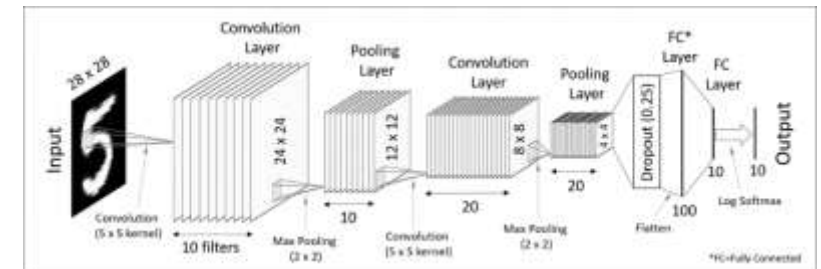 Input
28 x 28
5
Convolution
(5 x 5 kernel)
Convolution
Layer
24 x 24
10 filters
Max Pooling
(2 x 2)
Pooling
Layer
12 x 12
10
Convolution
(5 x 5 kernel)
Convolution
Layer
8 x 8
20
Max Pooling
(2 x 2)
Pooling
Layer
4 x 4
20
Dropout (0.25)
Flatten
FC*
Layer
100
FC
Layer
10
Log Softmax
10
Output
*FC=Fully Connected